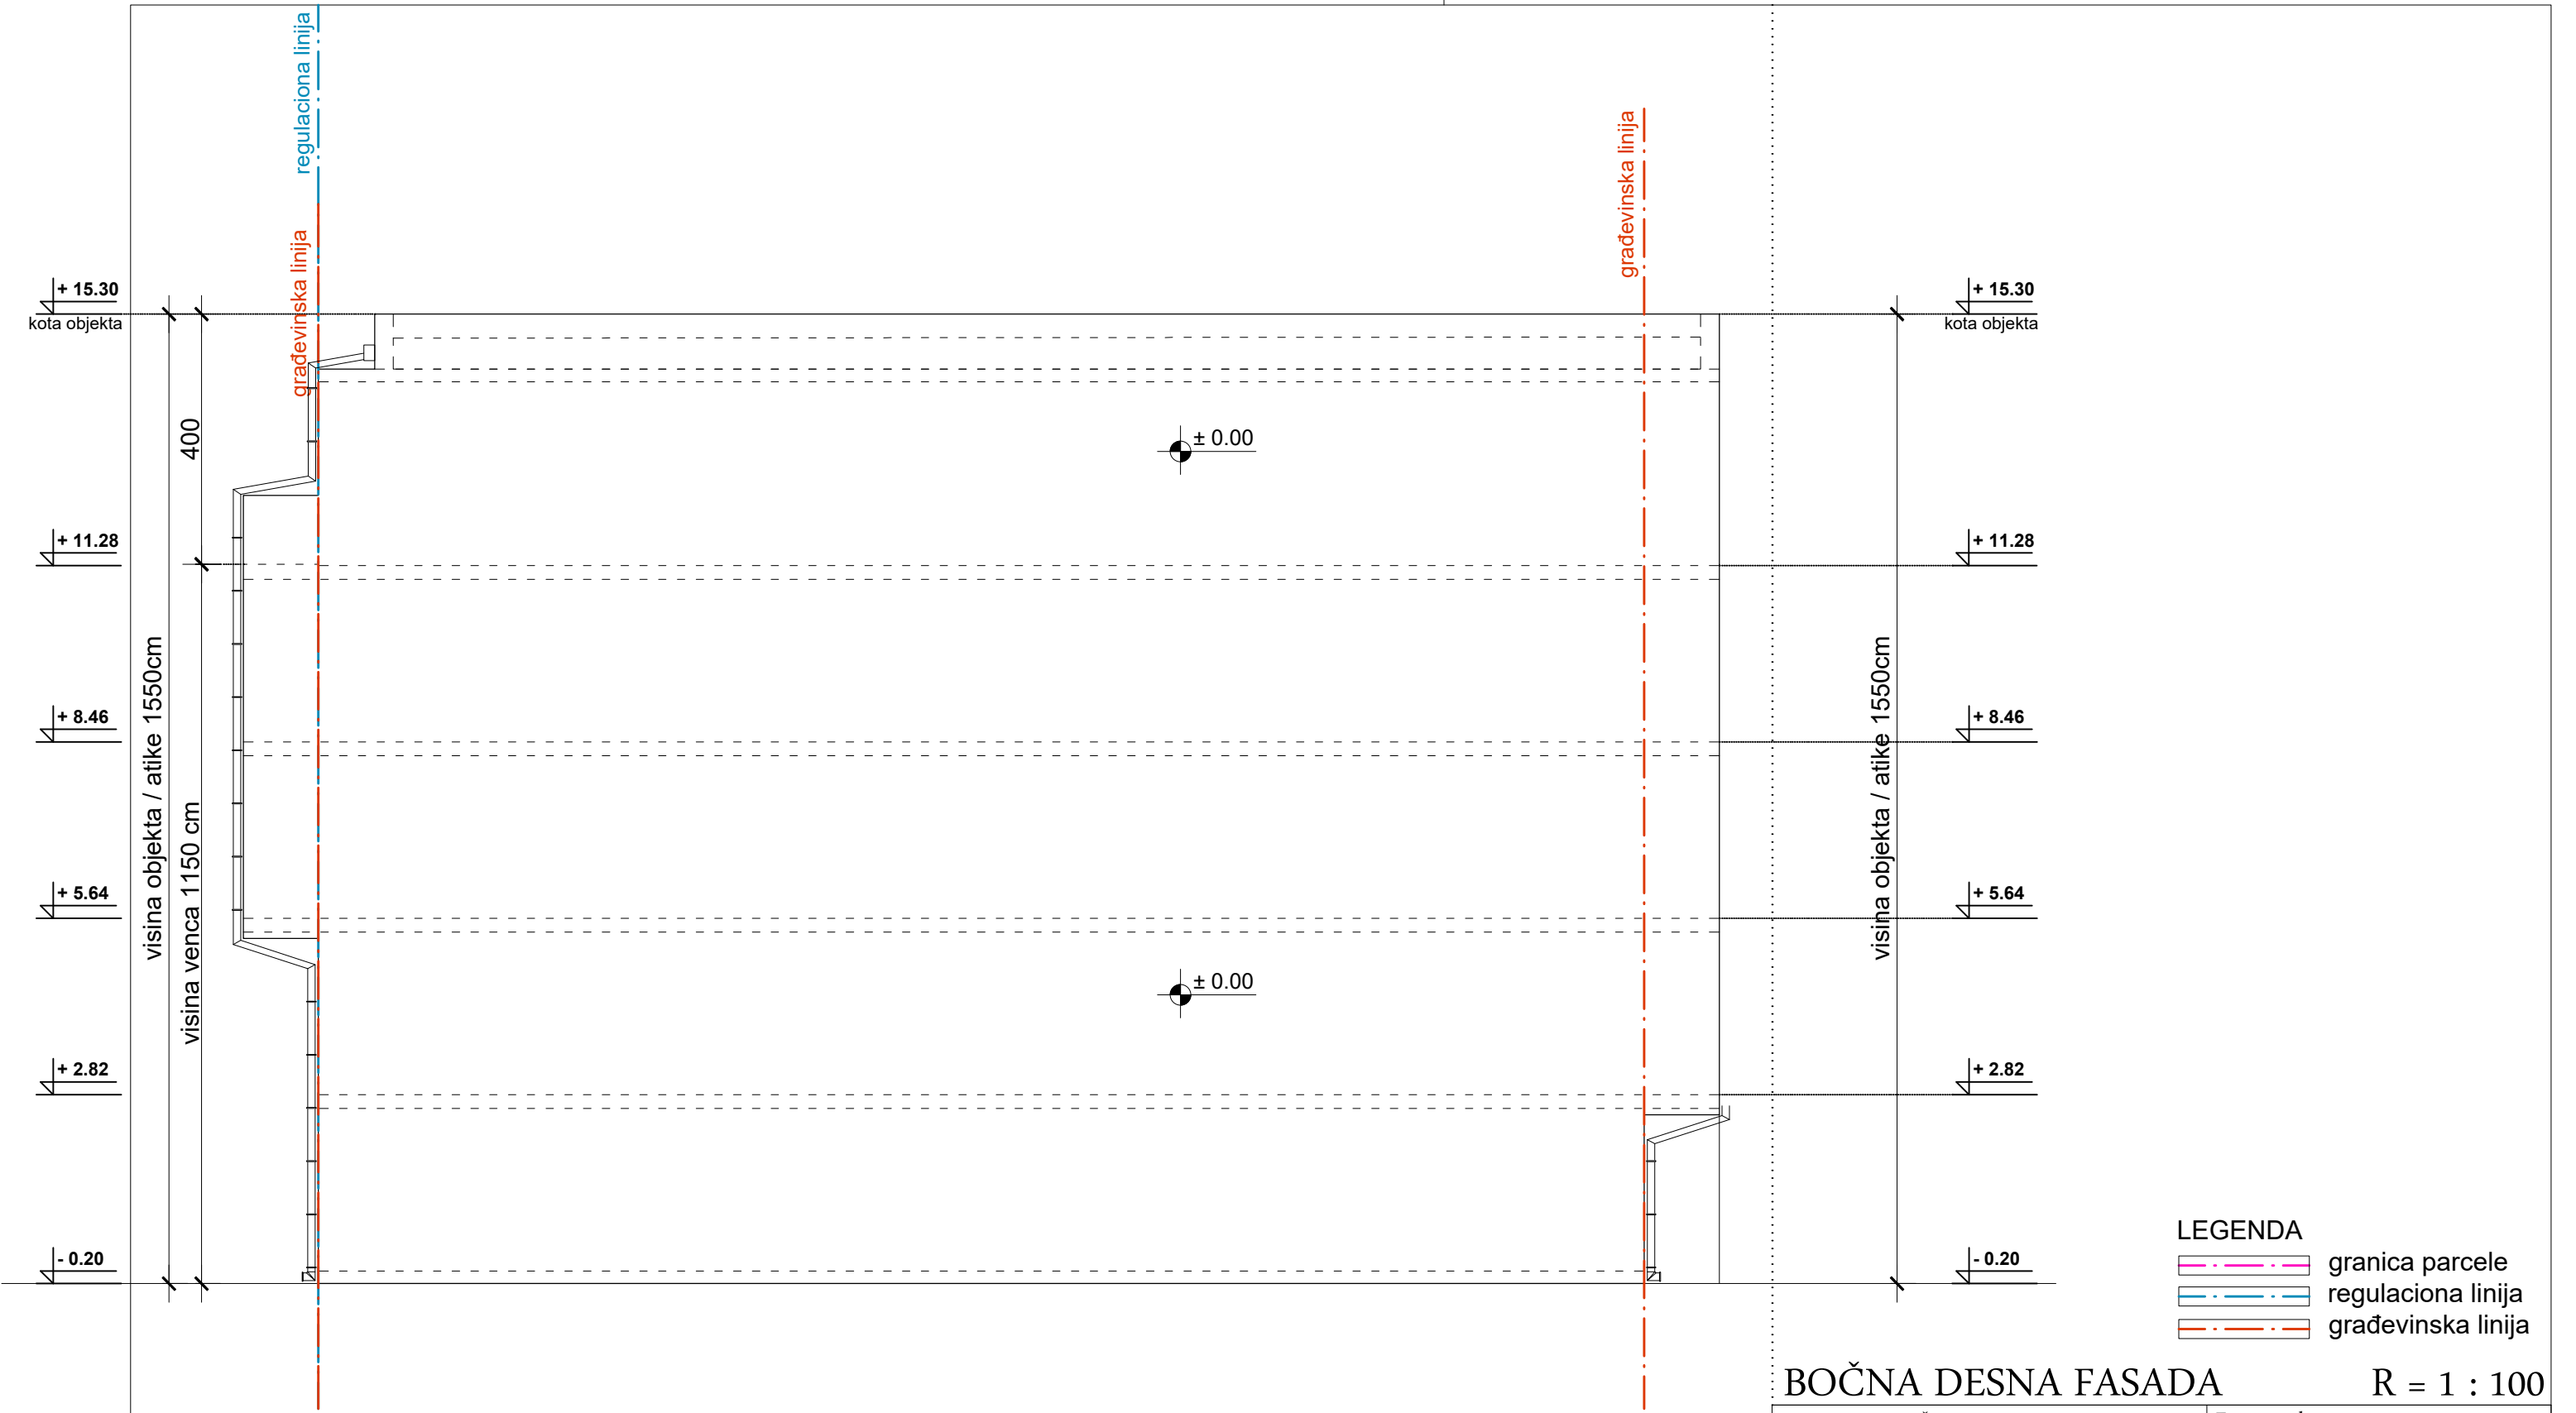 regulaciona linija
građevinska linija
građevinska linija
+ 15.30
kota objekta
+ 15.30
kota objekta
400
± 0.00
+ 11.28
+ 11.28
visina objekta / atike 1550cm
visina venca 1150 cm
visina objekta / atike 1550cm
+ 8.46
+ 8.46
+ 5.64
+ 5.64
± 0.00
+ 2.82
+ 2.82
- 0.20
- 0.20
LEGENDA
granica parcele
regulaciona linija
građevinska linija
BOČNA DESNA FASADA R = 1 : 100